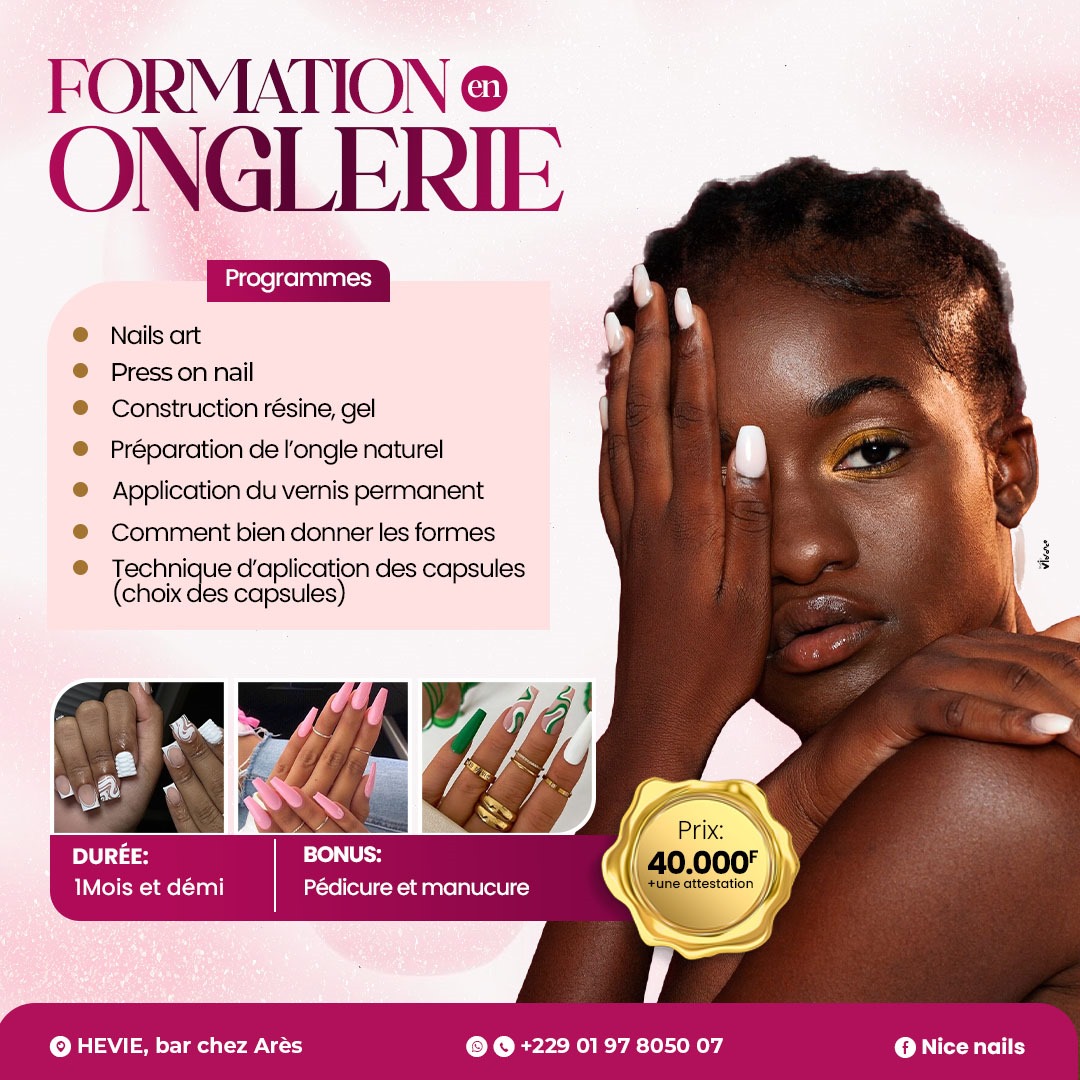 FORMATION en
ONGLERIE
Programmes
Nails art
Press on nail
Construction résine, gel
Préparation de l'ongle naturel
Application du vernis permanent
Comment bien donner les formes
Technique d'aplication des capsules
(choix des capsules)
DURÉE:
1Mois et démi
BONUS:
Pédicure et manucure
Prix:
40.000F
+une attestation
HEVIE, bar chez Arès
+229 01 97 8050 07
Nice nails